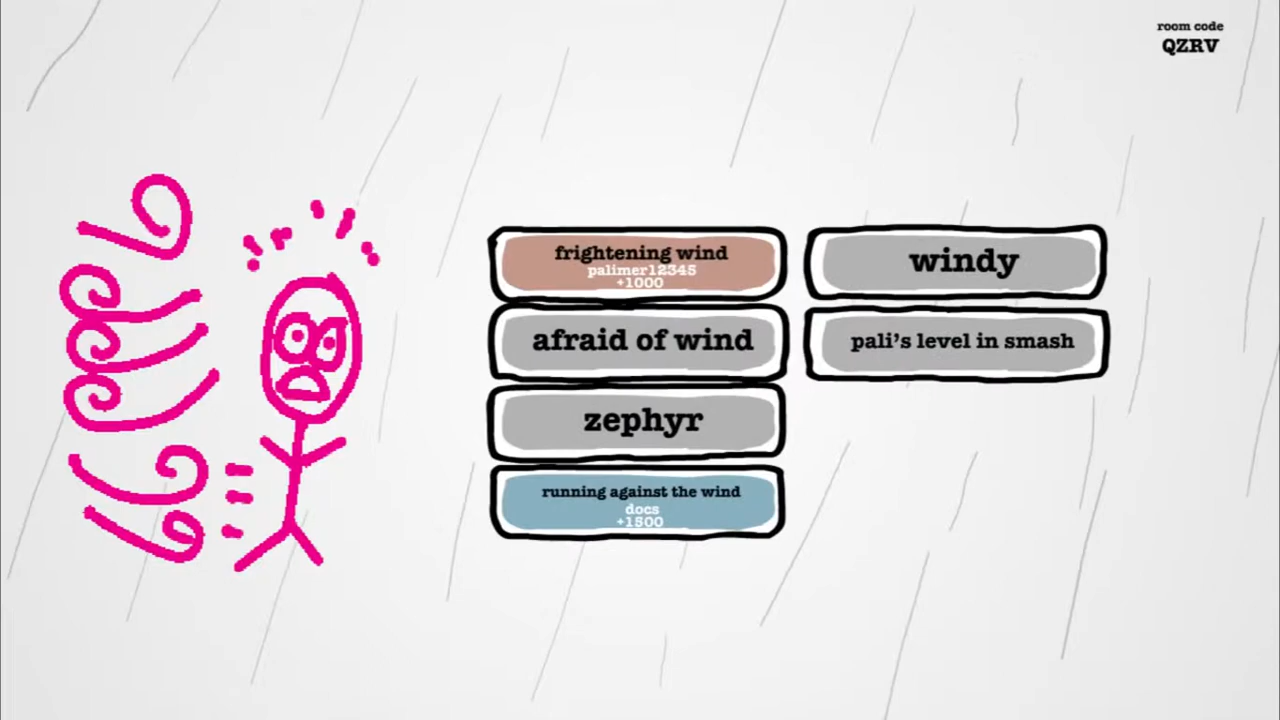 room code
QZRV
frightening wind
palimer12345
+1000
afraid of wind
zephyr
running against the wind
docs
+1500
windy
pali's level in smash